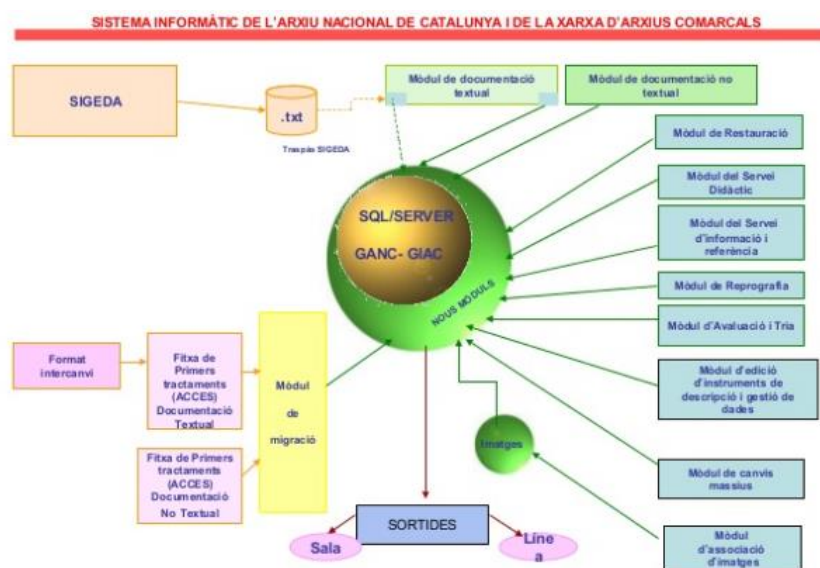 SISTEMA INFORMÀTIC DE L'ARXIU NACIONAL DE CATALUNYA I DE LA XARXA D'ARXIUS COMARCALS
SIGEDA
.txt
Traspàs SIGEDA
Mòdul de documentació
textual
Mòdul de documentació no
textual
Mòdul de Restauració
Mòdul del Servei
Didàctic
Mòdul del Servei
d'informació i
referència
Mòdul de Reprografia
Mòdul d'Avaluació i Tria
Mòdul d'edició
d'instruments de
descripció i gestió de
dades
Mòdul de canvis
massius
Mòdul
d'associació
d'imatges
SQL/SERVER
GANC- GIAC
NOUS MÒDULS
Format
intercanvi
Fitxa de
Primers
tractaments
(ACCES)
Documentació
Textual
Fitxa de Primers
tractaments
(ACCES)
Documentació
No Textual
Mòdul
de
migració
Imatges
SORTIDES
Sala
Líne
a